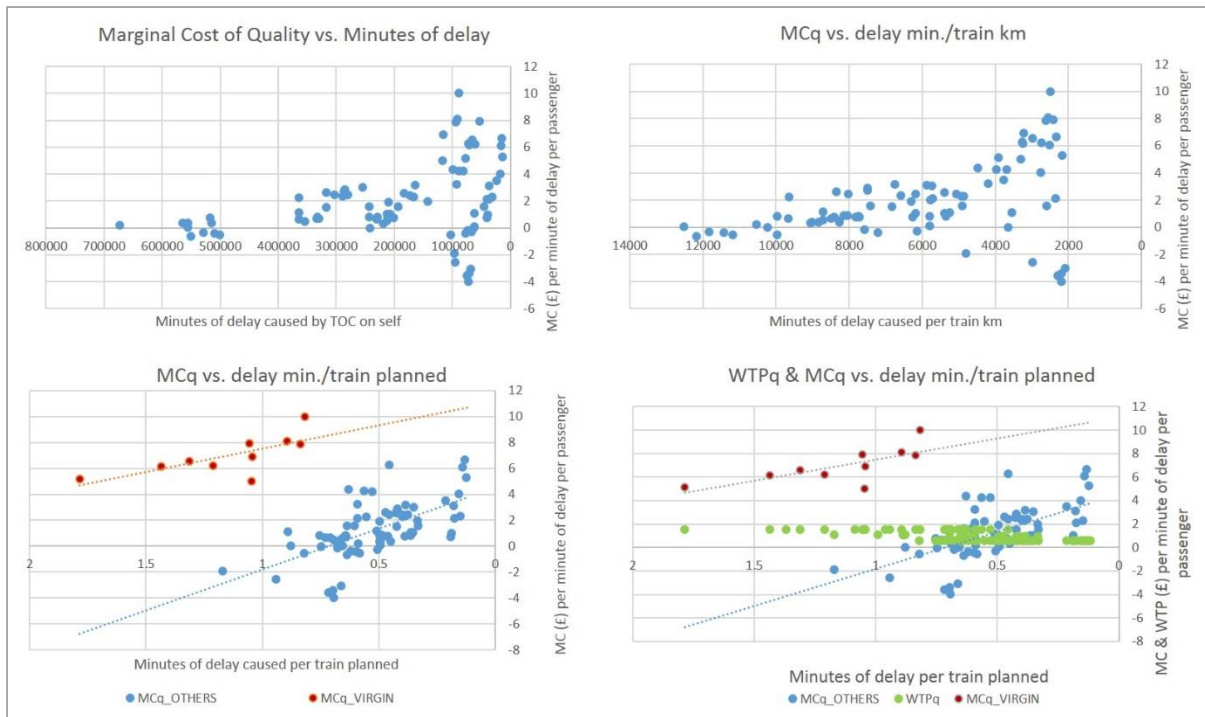 Marginal Cost of Quality vs. Minutes of delay
12
10
8
6
4
2
0
-2
-4
-6
800000 700000 600000 500000 400000 300000 200000 100000 0
Minutes of delay caused by TOC on self
MC (£) per minute of delay per passenger
MCq vs. delay min./train km
12
10
8
6
4
2
0
-2
-4
-6
14000 12000 10000 8000 6000 4000 2000 0
Minutes of delay caused per train km
MC (£) per minute of delay per passenger
MCq vs. delay min./train planned
12
10
8
6
4
2
0
-2
-4
-6
-8
2 1.5 1 0.5 0
Minutes of delay caused per train planned
MC (£) per minute of delay per passenger
MCq_OTHERS MCq_VIRGIN
WTPq & MCq vs. delay min./train planned
12
10
8
6
4
2
0
-2
-4
-6
-8
2 1.5 1 0.5 0
MC & WTP (£) per minute of delay per
passenger
Minutes of delay per train planned
MCq_OTHERS WTPq MCq_VIRGIN